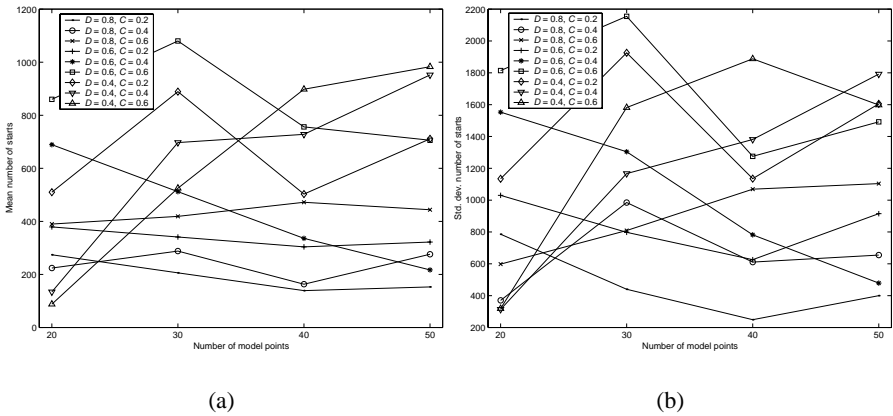 1200
1000
800
600
400
200
0
20
30
40
50
Number of model points
Mean number of starts
D = 0.8, C = 0.2
D = 0.8, C = 0.4
D = 0.8, C = 0.6
D = 0.6, C = 0.2
D = 0.6, C = 0.4
D = 0.6, C = 0.6
D = 0.4, C = 0.2
D = 0.4, C = 0.4
D = 0.4, C = 0.6
(a)
2200
2000
1800
1600
1400
1200
1000
800
600
400
200
20
30
40
50
Number of model points
Std. dev. number of starts
D = 0.8, C = 0.2
D = 0.8, C = 0.4
D = 0.8, C = 0.6
D = 0.6, C = 0.2
D = 0.6, C = 0.4
D = 0.6, C = 0.6
D = 0.4, C = 0.2
D = 0.4, C = 0.4
D = 0.4, C = 0.6
(b)